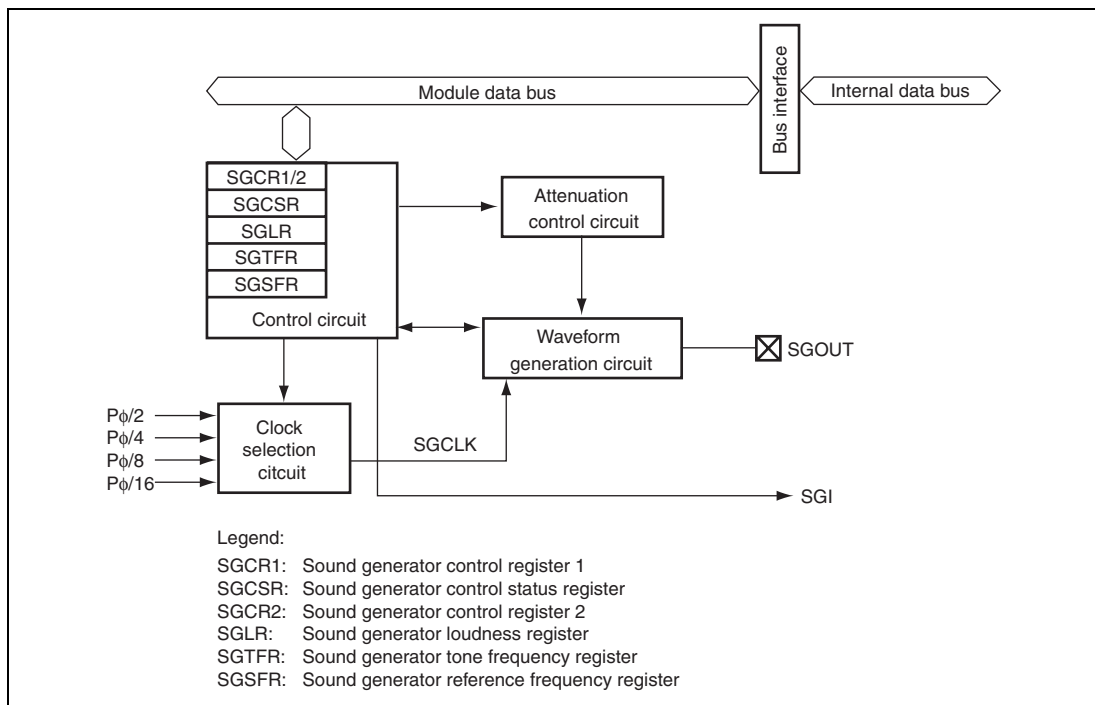 Module data bus
Bus interface
Internal data bus
SGCR1/2
SGCSR
SGLR
SGTFR
SGSFR
Control circuit
Attenuation
control circuit
Waveform
generation circuit
SGOUT
Pϕ/2
Pϕ/4
Pϕ/8
Pϕ/16
Clock
selection
citcuit
SGCLK
SGI
Legend:
SGCR1: Sound generator control register 1
SGCSR: Sound generator control status register
SGCR2: Sound generator control register 2
SGLR: Sound generator loudness register
SGTFR: Sound generator tone frequency register
SGSFR: Sound generator reference frequency register